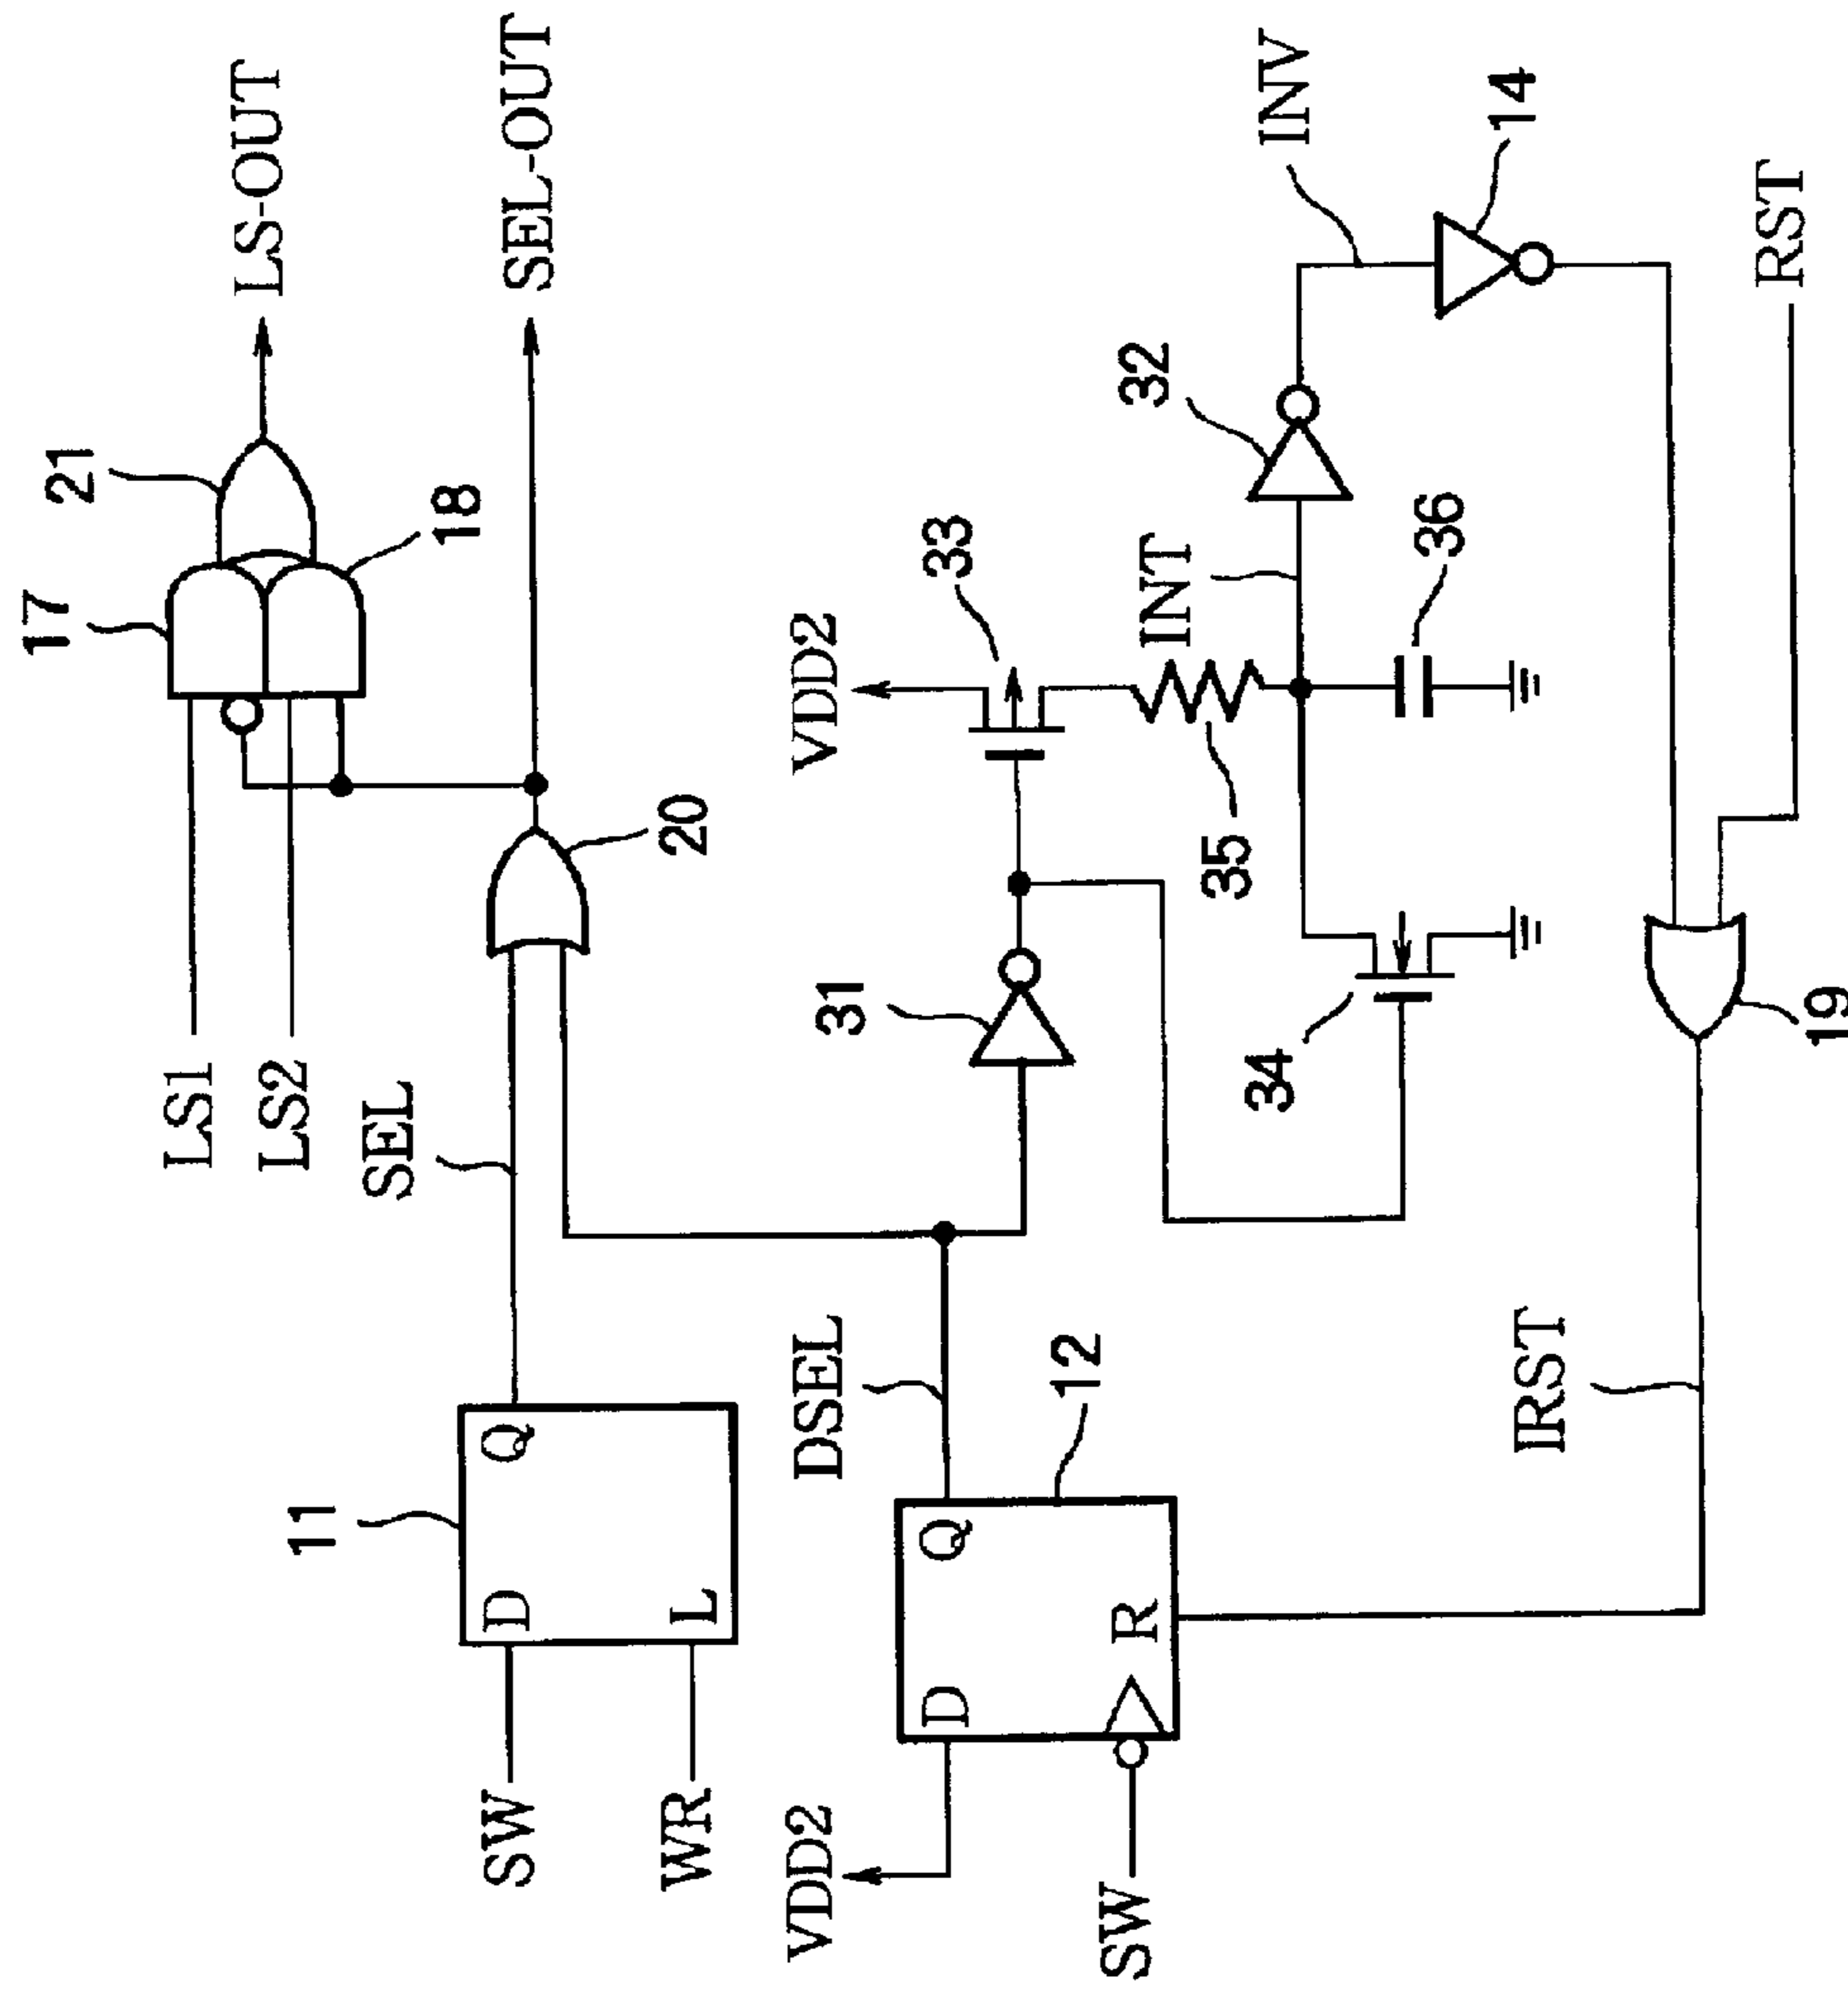 17
21
LS-OUT
LS1
LS2
18
SEL
SEL-OUT
11
D
Q
L
SW
WR
20
VDD2
DSEL
VDD2
33
31
12
D
Q
R
SW
INT
32
35
34
36
INV
14
IRST
19
RST